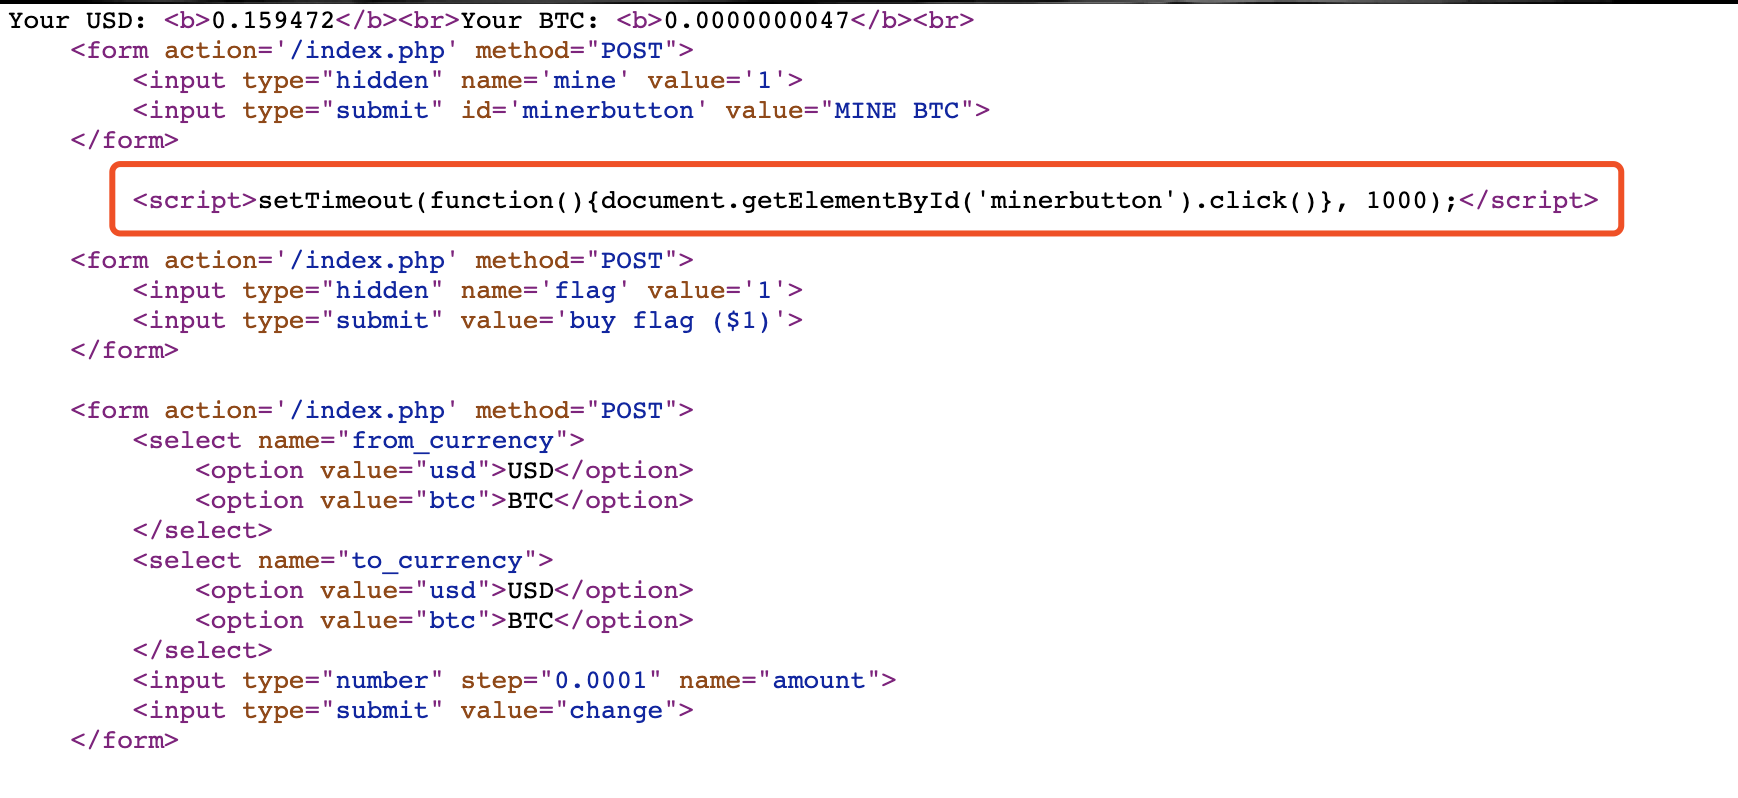 Your USD: <b>0.159472</b><br>Your BTC: <b>0.0000000047</b><br>
<form action='/index.php' method="POST">
<input type="hidden" name='mine' value='1'>
<input type="submit" id='minerbutton' value="MINE BTC">
</form>
<script>setTimeout(function(){document.getElementById('minerbutton').click()}, 1000);</script>
<form action='/index.php' method="POST">
<input type="hidden" name='flag' value='1'>
<input type="submit" value='buy flag ($1)'>
</form>
<form action='/index.php' method="POST">
<select name="from_currency">
<option value="usd">USD</option>
<option value="btc">BTC</option>
</select>
<select name="to_currency">
<option value="usd">USD</option>
<option value="btc">BTC</option>
</select>
<input type="number" step="0.0001" name="amount">
<input type="submit" value="change">
</form>